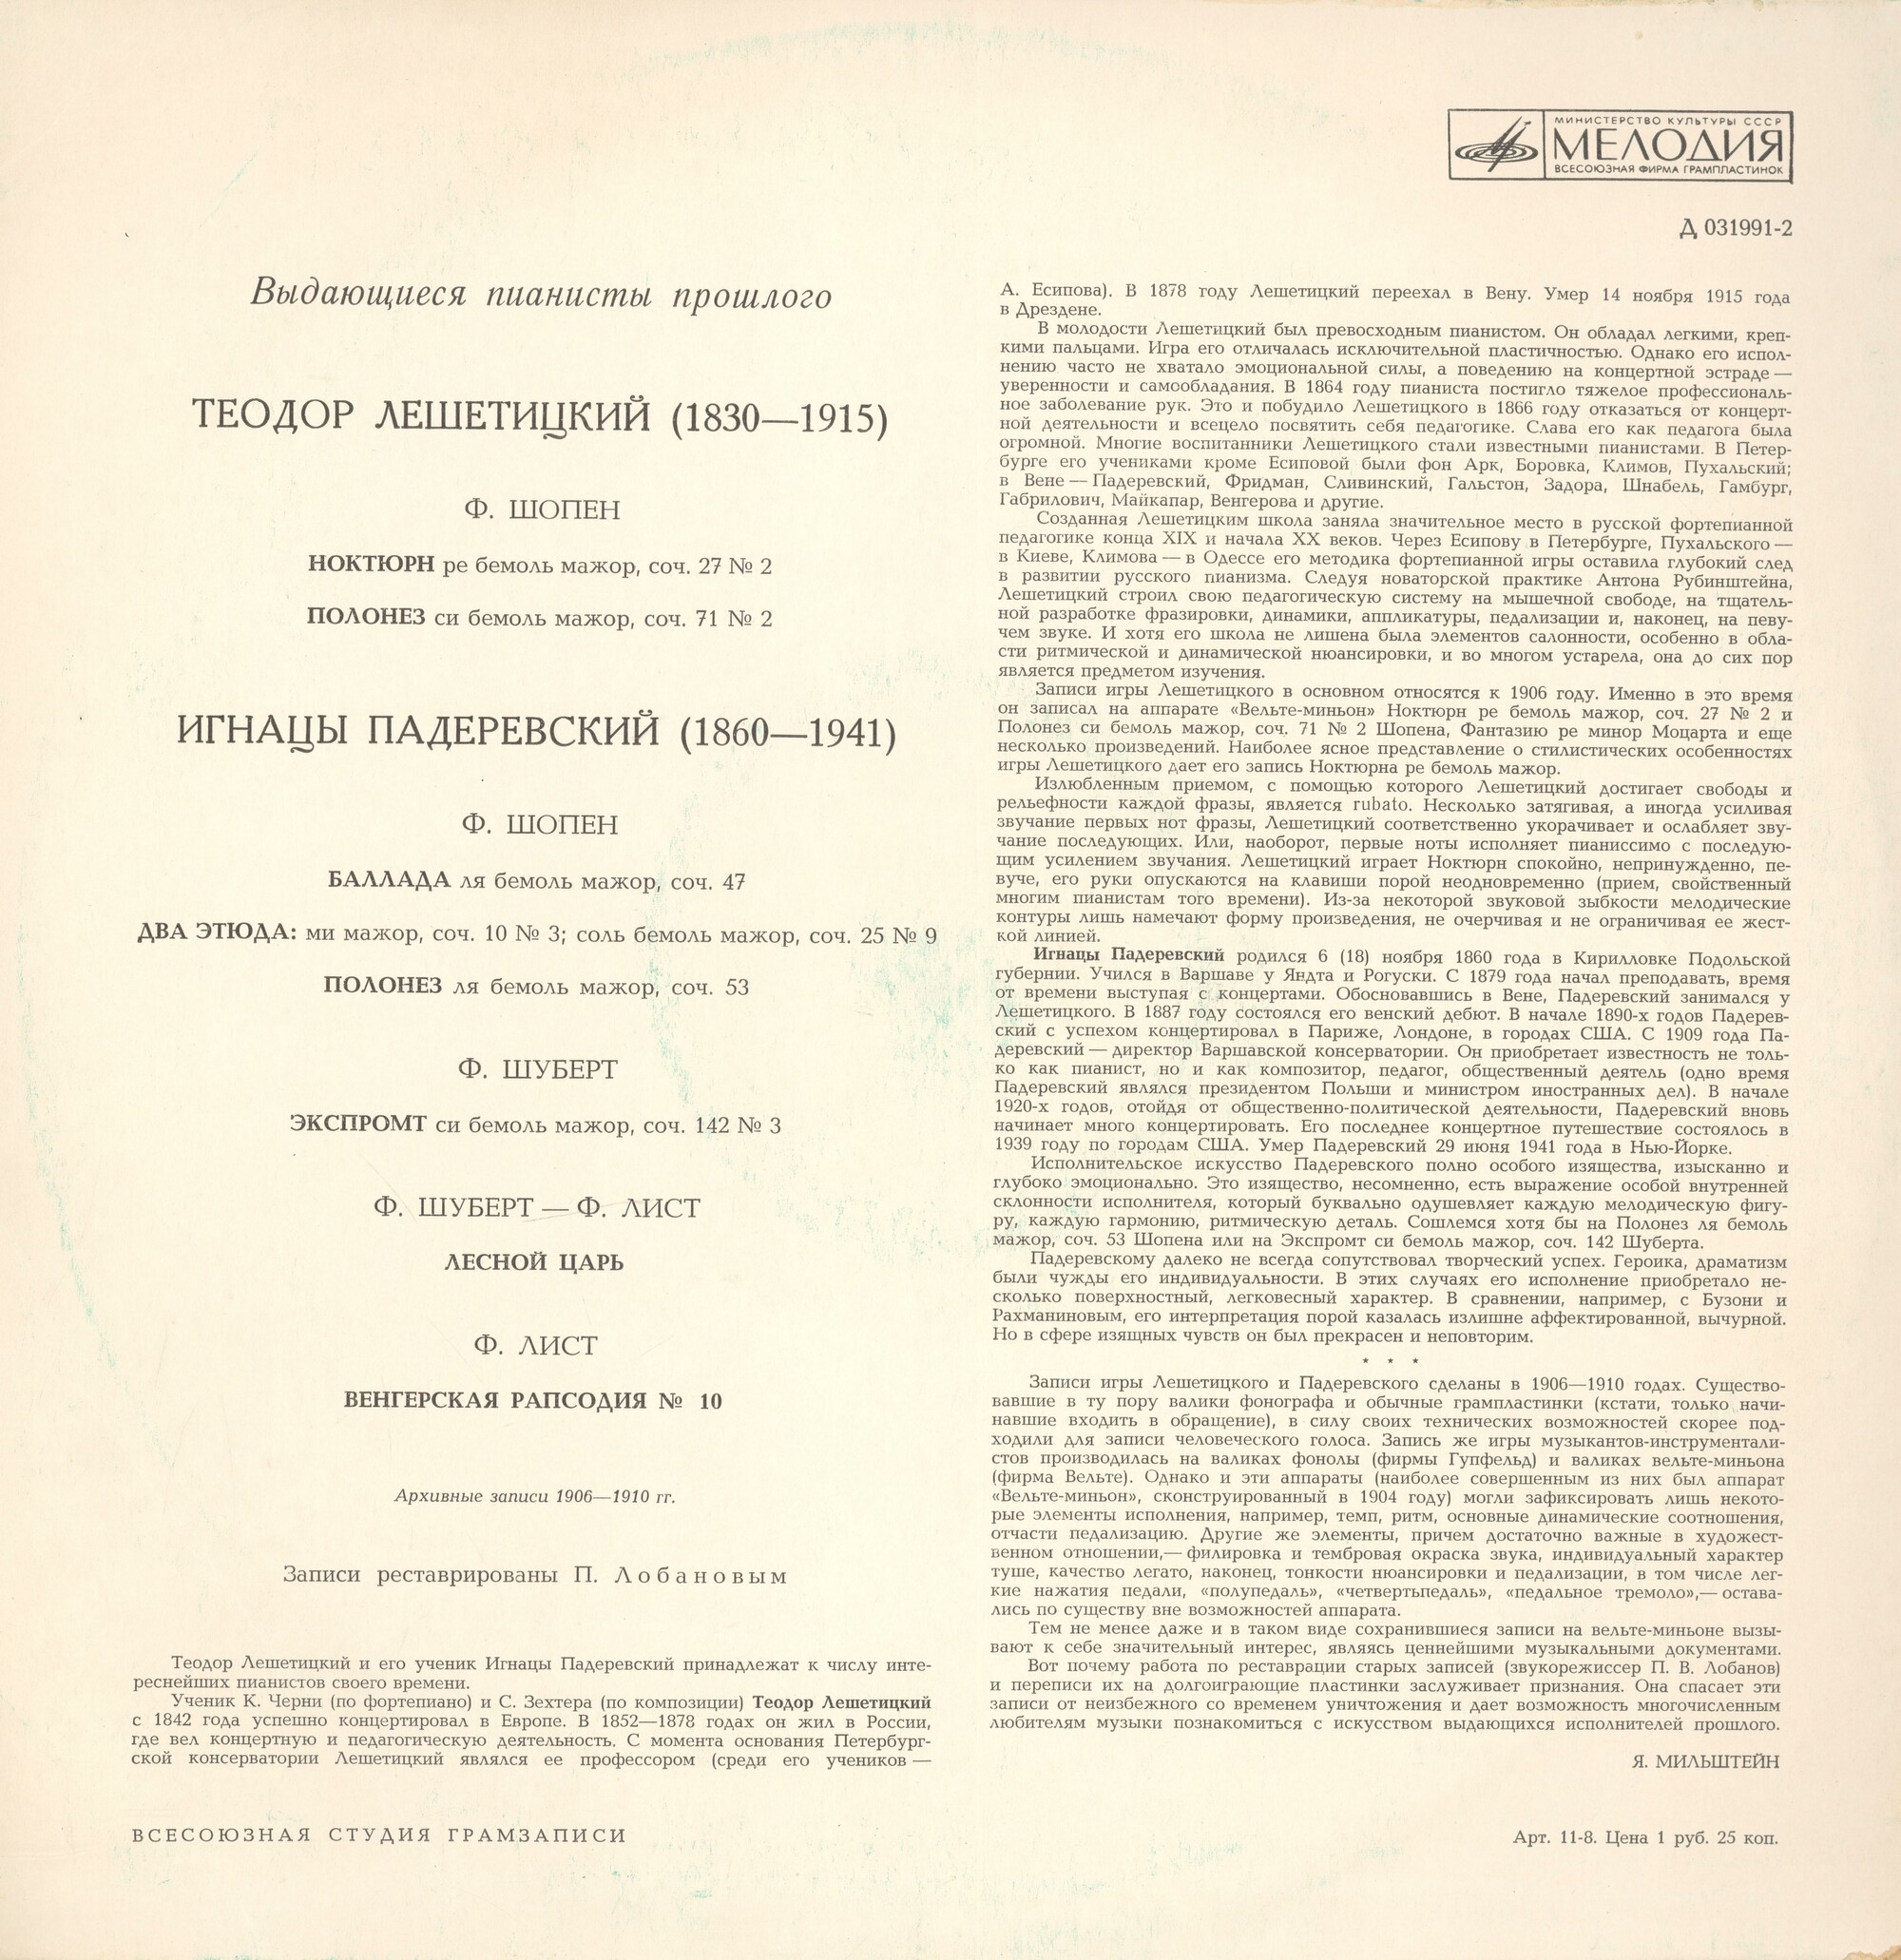 МИНИСТЕРСТВО КУЛЬТУРЫ СССР
МЕЛОДИЯ
ВСЕСОЮЗНАЯ ФИРМА ГРАМПЛАСТИНОК
Д 031991-2
Выдающиеся пианисты прошлого
ТЕОДОР ЛЕШЕТИЦКИЙ (1830—1915)
Ф. ШОПЕН
НОКТЮРН ре бемоль мажор, соч. 27 № 2
ПОЛОНЕЗ си бемоль мажор, соч. 71 № 2
ИГНАЦЫ ПАДЕРЕВСКИЙ (1860—1941)
Ф. ШОПЕН
БАЛЛАДА ля бемоль мажор, соч. 47
ДВА ЭТЮДА: ми мажор, соч. 10 № 3; соль бемоль мажор, соч. 25 № 9
ПОЛОНЕЗ ля бемоль мажор, соч. 53
Ф. ШУБЕРТ
ЭКСПРОМТ си бемоль мажор, соч. 142 № 3
Ф. ШУБЕРТ — Ф. ЛИСТ
ЛЕСНОЙ ЦАРЬ
Ф. ЛИСТ
ВЕНГЕРСКАЯ РАПСОДИЯ № 10
Архивные записи 1906—1910 гг.
Записи реставрированы П. Лобановым
Теодор Лешетицкий и его ученик Игнацы Падеревский принадлежат к числу инте-
реснейших пианистов своего времени.
Ученик К. Черни (по фортепиано) и С. Зехтера (по композиции) Теодор Лешетицкий
с 1842 года успешно концертировал в Европе. В 1852—1878 годах он жил в России,
где вел концертную и педагогическую деятельность. С момента основания Петербург-
ской консерватории Лешетицкий являлся ее профессором (среди его учеников —
А. Есипова). В 1878 году Лешетицкий переехал в Вену. Умер 14 ноября 1915 года
в Дрездене.
В молодости Лешетицкий был превосходным пианистом. Он обладал легкими, креп-
кими пальцами. Игра его отличалась исключительной пластичностью. Однако его испол-
нению часто не хватало эмоциональной силы, а поведению на концертной эстраде —
уверенности и самообладания. В 1864 году пианиста постигло тяжелое профессиональ-
ное заболевание рук. Это и побудило Лешетицкого в 1866 году отказаться от концерт-
ной деятельности и всецело посвятить себя педагогике. Слава его как педагога была
огромной. Многие воспитанники Лешетицкого стали известными пианистами. В Петер-
бурге его учениками кроме Есиповой были фон Арк, Боровка, Климов, Пухальский;
в Вене — Падеревский, Фридман, Сливинский, Гальстон, Задора, Шнабель, Гамбург,
Габрилович, Майкапар, Венгерова и другие.
Созданная Лешетицким школа заняла значительное место в русской фортепианной
педагогике конца XIX и начала XX веков. Через Есипову в Петербурге, Пухальского —
в Киеве, Климова — в Одессе его методика фортепианной игры оставила глубокий след
в развитии русского пианизма. Следуя новаторской практике Антона Рубинштейна,
Лешетицкий строил свою педагогическую систему на мышечной свободе, на тщатель-
ной разработке фразировки, динамики, аппликатуры, педализации и, наконец, на певу-
чем звуке. И хотя его школа не лишена была элементов салонности, особенно в обла-
сти ритмической и динамической нюансировки, и во многом устарела, она до сих пор
является предметом изучения.
Записи игры Лешетицкого в основном относятся к 1906 году. Именно в это время
он записал на аппарате «Вельте-миньон» Ноктюрн ре бемоль мажор, соч. 27 № 2 и
Полонез си бемоль мажор, соч. 71 № 2 Шопена, Фантазию ре минор Моцарта и еще
несколько произведений. Наиболее ясное представление о стилистических особенностях
игры Лешетицкого дает его запись Ноктюрна ре бемоль мажор.
Излюбленным приемом, с помощью которого Лешетицкий достигает свободы и
рельефности каждой фразы, является rubato. Несколько затягивая, а иногда усиливая
звучание первых нот фразы, Лешетицкий соответственно укорачивает и ослабляет зву-
чание последующих. Или, наоборот, первые ноты исполняет пианиссимо с последую-
щим усилением звучания. Лешетицкий играет Ноктюрн спокойно, непринужденно, пе-
вуче, его руки опускаются на клавиши порой неодновременно (прием, свойственный
многим пианистам того времени). Из-за некоторой звуковой зыбкости мелодические
контуры лишь намечают форму произведения, не очерчивая и не ограничивая ее жест-
кой линией.
Игнацы Падеревский родился 6 (18) ноября 1860 года в Кирилловке Подольской
губернии. Учился в Варшаве у Яндта и Рогуски. С 1879 года начал преподавать, время
от времени выступая с концертами. Обосновавшись в Вене, Падеревский занимался у
Лешетицкого. В 1887 году состоялся его венский дебют. В начале 1890-х годов Падерев-
ский с успехом концертировал в Париже, Лондоне, в городах США. С 1909 года Па-
деревский — директор Варшавской консерватории. Он приобретает известность не толь-
ко как пианист, но и как композитор, педагог, общественный деятель (одно время
Падеревский являлся президентом Польши и министром иностранных дел). В начале
1920-х годов, отойдя от общественно-политической деятельности, Падеревский вновь
начинает много концертировать. Его последнее концертное путешествие состоялось в
1939 году по городам США. Умер Падеревский 29 июня 1941 года в Нью-Йорке.
Исполнительское искусство Падеревского полно особого изящества, изысканно и
глубоко эмоционально. Это изящество, несомненно, есть выражение особой внутренней
склонности исполнителя, который буквально одушевляет каждую мелодическую фигу-
ру, каждую гармонию, ритмическую деталь. Сошлемся хотя бы на Полонез ля бемоль
мажор, соч. 53 Шопена или на Экспромт си бемоль мажор, соч. 142 Шуберта.
Падеревскому далеко не всегда сопутствовал творческий успех. Героика, драматизм
были чужды его индивидуальности. В этих случаях его исполнение приобретало не-
сколько поверхностный, легковесный характер. В сравнении, например, с Бузони и
Рахманиновым, его интерпретация порой казалась излишне аффектированной, вычурной.
Но в сфере изящных чувств он был прекрасен и неповторим.
* * *
Записи игры Лешетицкого и Падеревского сделаны в 1906—1910 годах. Существо-
вавшие в ту пору валики фонографа и обычные грампластинки (кстати, только начи-
навшие входить в обращение), в силу своих технических возможностей скорее под-
ходили для записи человеческого голоса. Запись же игры музыкантов-инструментали-
стов производилась на валиках фонолы (фирмы Гупфельд) и валиках вельте-миньона
(фирма Вельте). Однако и эти аппараты (наиболее совершенным из них был аппарат
«Вельте-миньон», сконструированный в 1904 году) могли зафиксировать лишь некото-
рые элементы исполнения, например, темп, ритм, основные динамические соотношения,
отчасти педализацию. Другие же элементы, причем достаточно важные в художест-
венном отношении,— филировка и тембровая окраска звука, индивидуальный характер
туше, качество легато, наконец, тонкости нюансировки и педализации, в том числе лег-
кие нажатия педали, «полупедаль», «четвертьпедаль», «педальное тремоло»,— остава-
лись по существу вне возможностей аппарата.
Тем не менее даже и в таком виде сохранившиеся записи на вельте-миньоне вызы-
вают к себе значительный интерес, являясь ценнейшими музыкальными документами.
Вот почему работа по реставрации старых записей (звукорежиссер П. В. Лобанов)
и переписи их на долгоиграющие пластинки заслуживает признания. Она спасает эти
записи от неизбежного со временем уничтожения и дает возможность многочисленным
любителям музыки познакомиться с искусством выдающихся исполнителей прошлого.
Я. МИЛЬШТЕЙН
ВСЕСОЮЗНАЯ СТУДИЯ ГРАМЗАПИСИ
Арт. 11-8. Цена 1 руб. 25 коп.